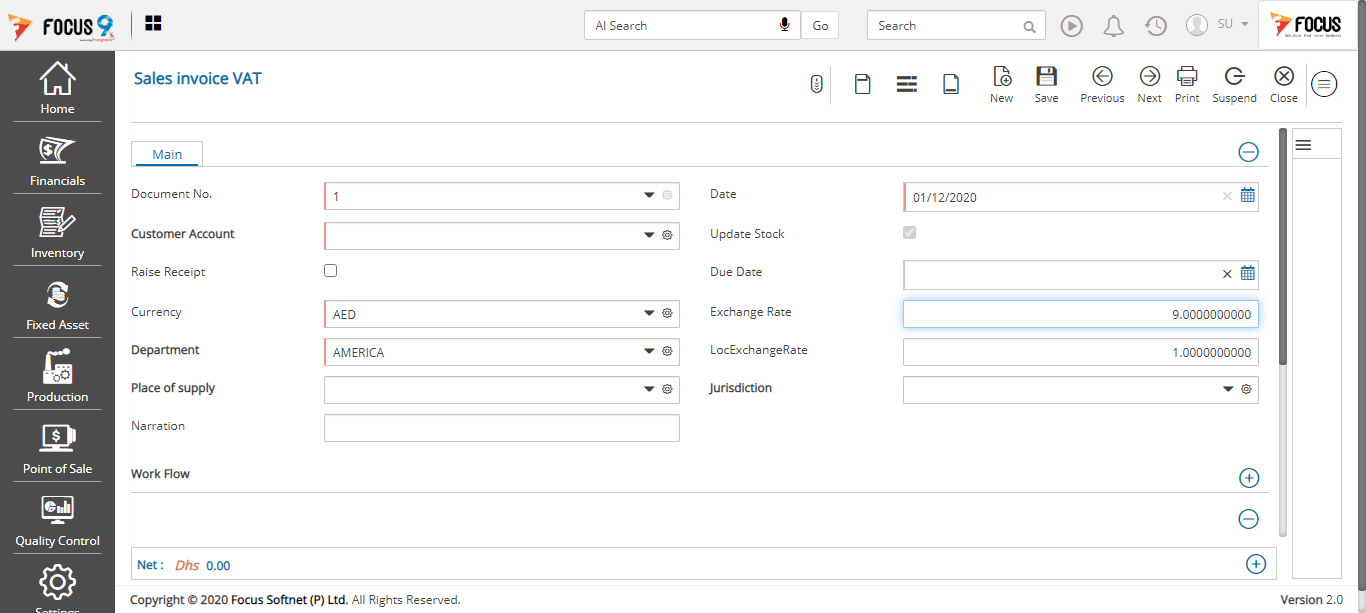 FOCUS 9
AI Search
Go
Search
SU
FOCUS
Home
Financials
Inventory
Fixed Asset
Production
Point of Sale
Quality Control
Settings
Sales invoice VAT
New
Save
Previous
Next
Print
Suspend
Close
Main
Document No.
1
Date
01/12/2020
Customer Account
Update Stock
Raise Receipt
Due Date
Currency
AED
Exchange Rate
9.0000000000
Department
AMERICA
LocExchangeRate
1.0000000000
Place of supply
Jurisdiction
Narration
Work Flow
Net : Dhs 0.00
Copyright © 2020 Focus Softnet (P) Ltd. All Rights Reserved.
Version 2.0